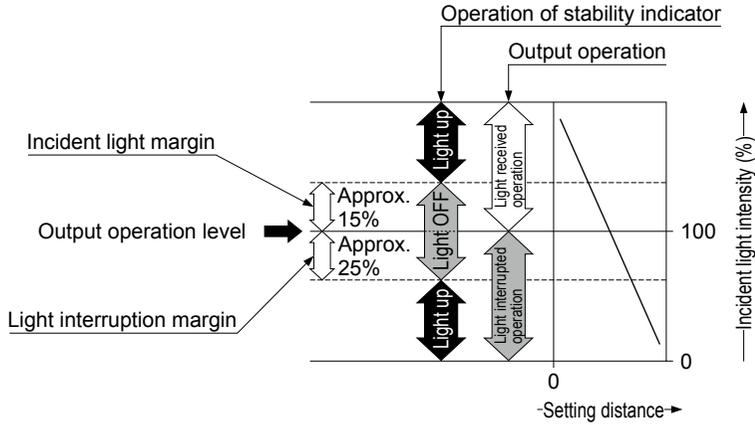 Operation of stability indicator
Output operation
Incident light margin
Light up
Light received
operation
Approx.
15%
Output operation level
Light OFF
100
Approx.
25%
Light interruption margin
Light up
Light interrupted
operation
0
0
Setting distance
Incident light intensity (%)